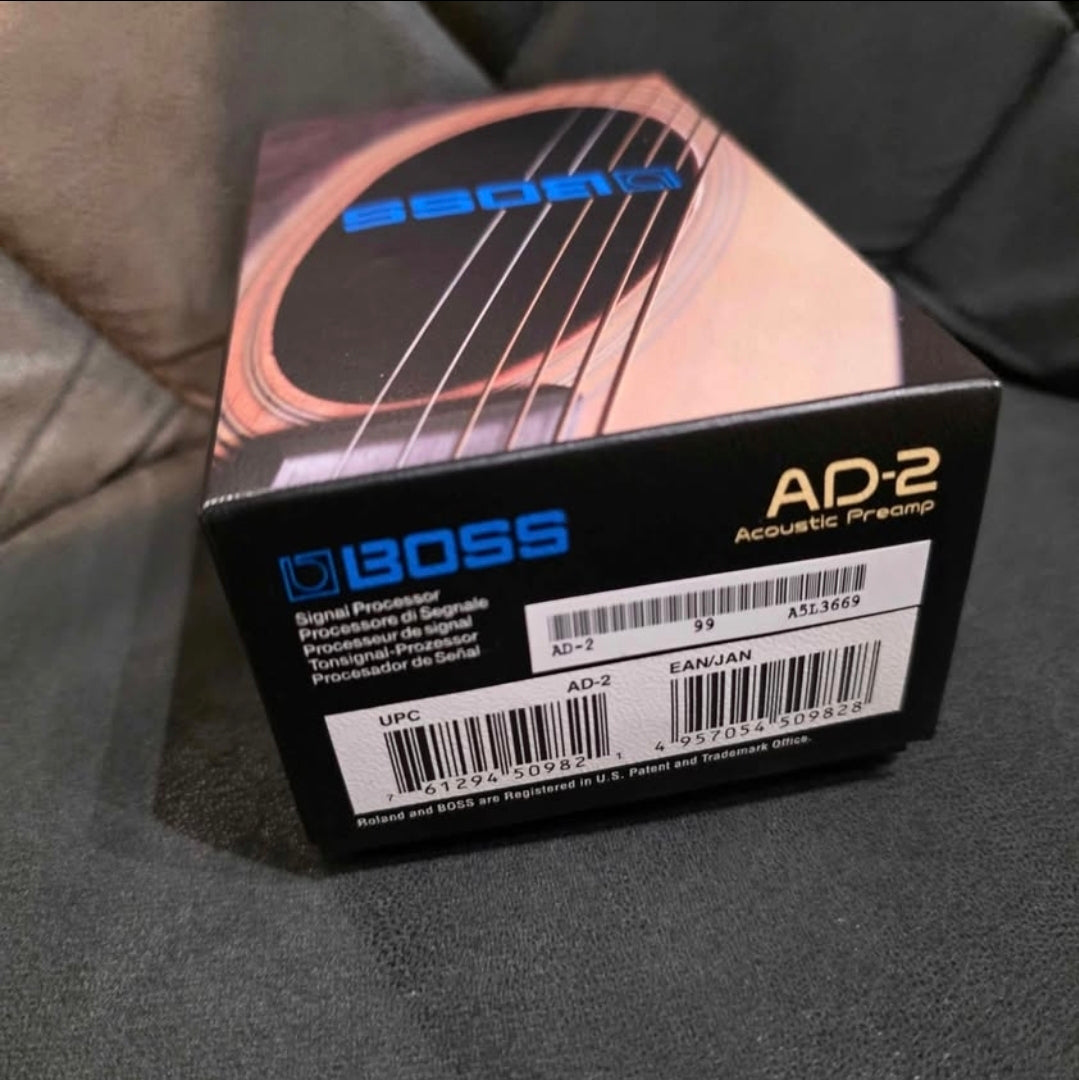 BOSS
BOSS
AD-2
Acoustic Preamp
Signal Processor
Processore di Segnale
Processeur de signal
Tonsignal-Prozessor
Procesador de Señal
AD-2 99 A5L3669
UPC AD-2
7 61294 50982 1
EAN/JAN
4 957054 509828
Roland and BOSS are Registered in U.S. Patent and Trademark Office.